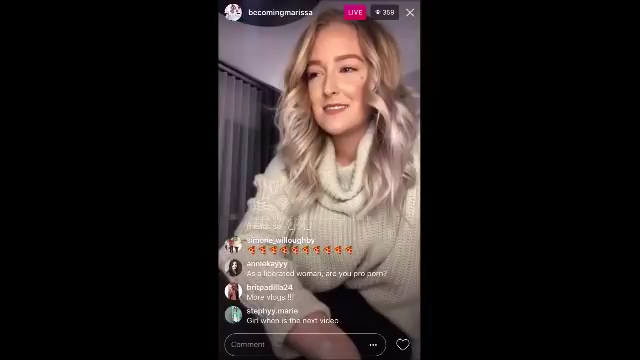 becomingmarissa
LIVE
359
simone_willoughby
🍕🍕🍕🍕🍕🍕🍕🍕🍕🍕
anniekayyy
As a liberated woman, are you pro porn?
britpadilla24
More vlogs !!!
stephyy.marie
Girl when is the next video
Comment